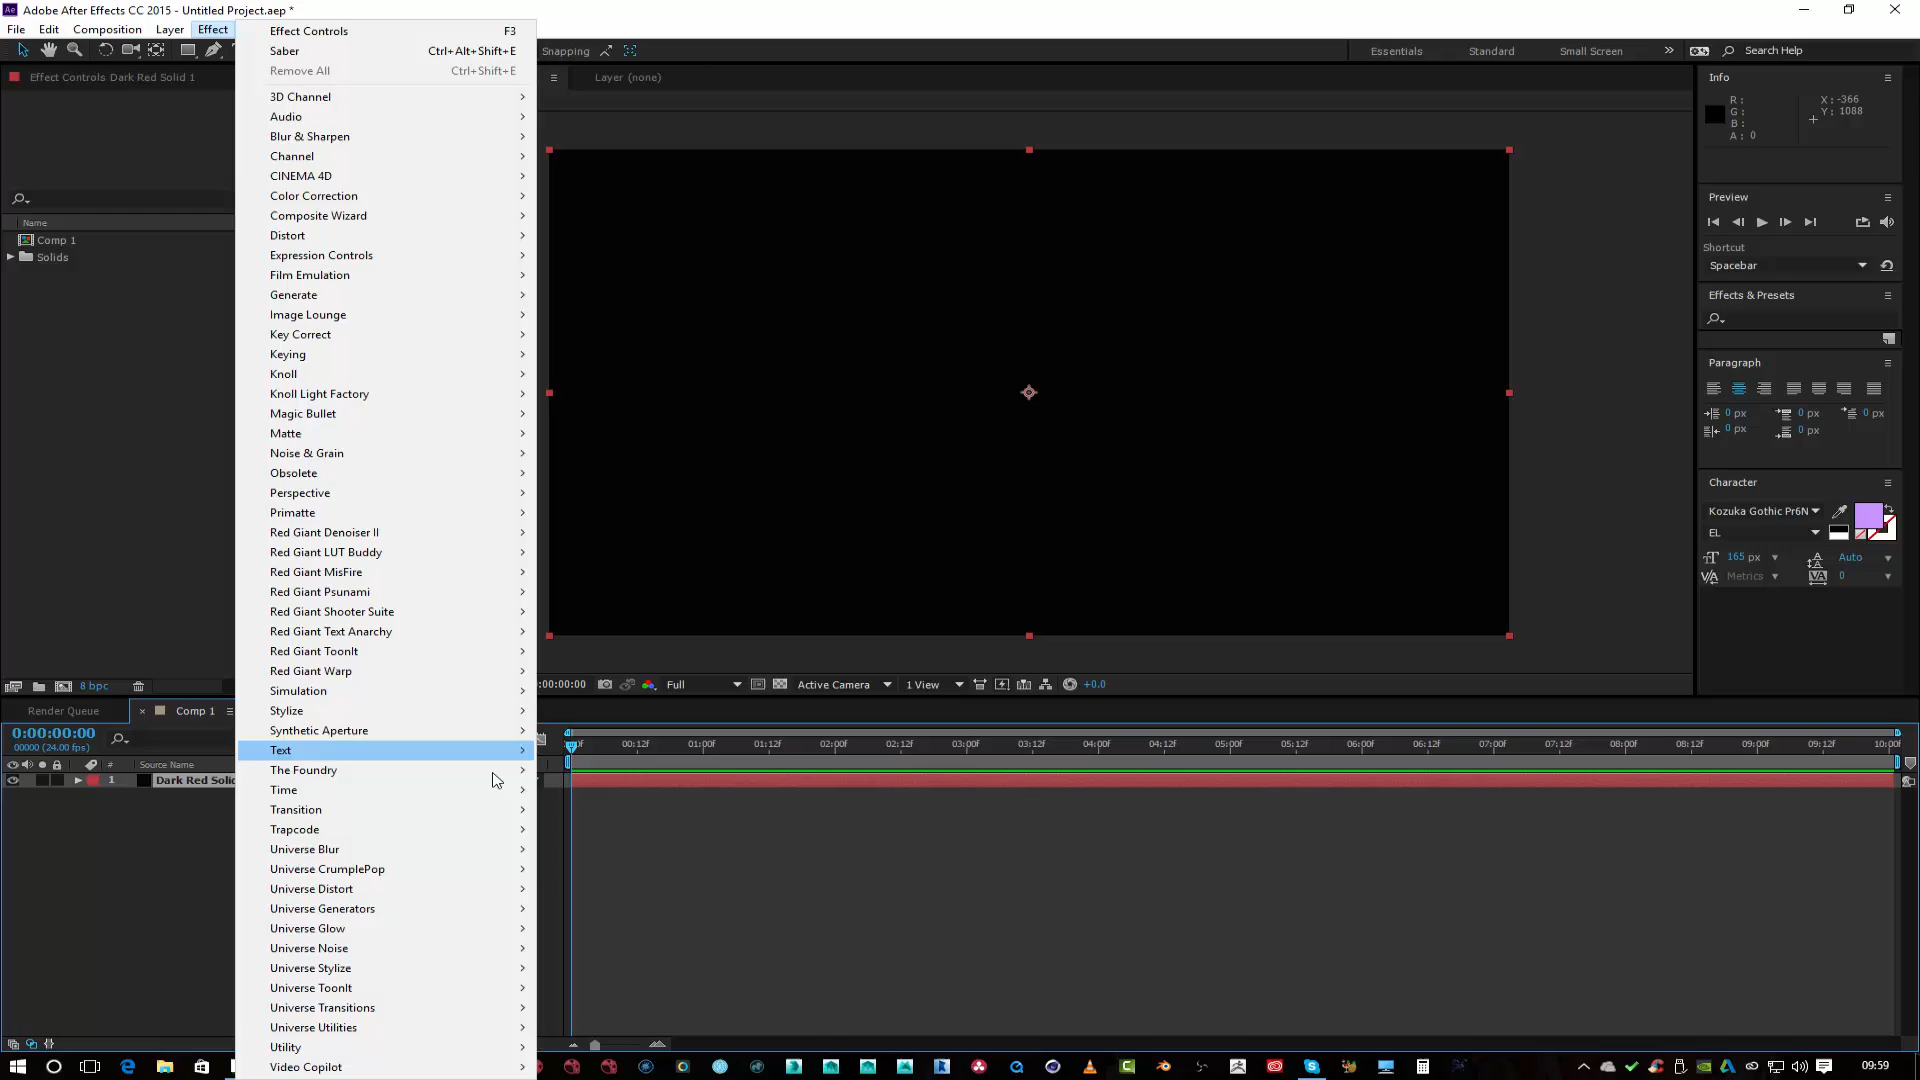 Adobe After Effects CC 2015 - Untitled Project.aep *
File Edit Composition Layer Effect
Effect Controls F3
Saber Ctrl+Alt+Shift+E
Remove All Ctrl+Shift+E
3D Channel
Audio
Blur & Sharpen
Channel
CINEMA 4D
Color Correction
Composite Wizard
Distort
Expression Controls
Film Emulation
Generate
Image Lounge
Key Correct
Keying
Knoll
Knoll Light Factory
Magic Bullet
Matte
Noise & Grain
Obsolete
Perspective
Primatte
Red Giant Denoiser II
Red Giant LUT Buddy
Red Giant MisFire
Red Giant Psunami
Red Giant Shooter Suite
Red Giant Text Anarchy
Red Giant ToonIt
Red Giant Warp
Simulation
Stylize
Synthetic Aperture
Text
The Foundry
Time
Transition
Trapcode
Universe Blur
Universe CrumplePop
Universe Distort
Universe Generators
Universe Glow
Universe Noise
Universe Stylize
Universe ToonIt
Universe Transitions
Universe Utilities
Utility
Video Copilot
Snapping
Essentials Standard Small Screen Search Help
Effect Controls Dark Red Solid 1
Layer (none)
Name
Comp 1
Solids
8 bpc
:00:00:00 Full Active Camera 1 View +0.0
Info
R:
G:
B:
A: 0
X: -366
Y: 1088
Preview
Shortcut
Spacebar
Effects & Presets
Paragraph
0 px 0 px 0 px
0 px 0 px
Character
Kozuka Gothic Pr6N
EL
165 px Auto
Metrics 0
Render Queue Comp 1
0:00:00:00
00000 (24.00 fps)
# Source Name
1 Dark Red Solid
00:12f 01:00f 01:12f 02:00f 02:12f 03:00f 03:12f 04:00f 04:12f 05:00f 05:12f 06:00f 06:12f 07:00f 07:12f 08:00f 08:12f 09:00f 09:12f 10:00f
09:59